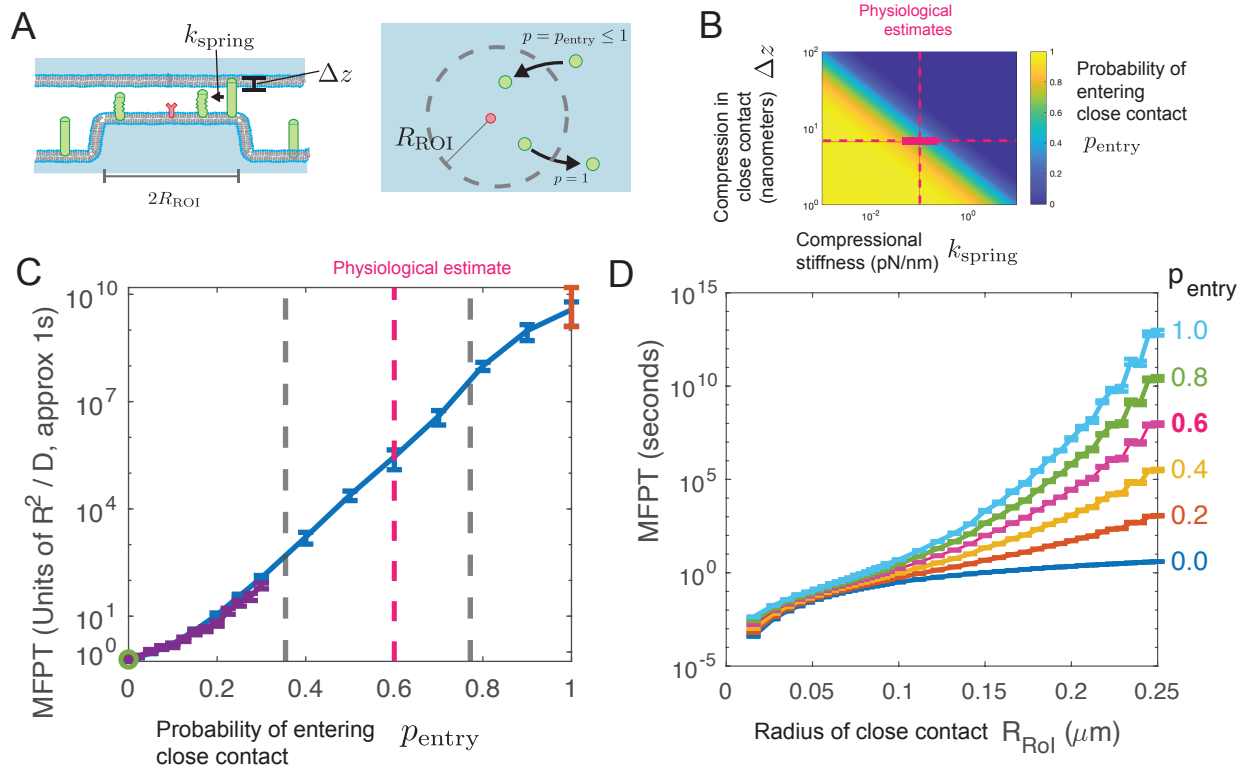 A
k_spring
Δz
2R_ROI
p = p_entry ≤ 1
R_ROI
p = 1
B
Physiological
estimates
Compression in
close contact
(nanometers)
Δz
10^2
10^1
10^0
10^-2
10^0
Compressional
stiffness (pN/nm)
k_spring
1
0.8
0.6
0.4
0.2
0
Probability of
entering
close contact
p_entry
C
Physiological estimate
MFPT (Units of R^2 / D, approx 1s)
10^10
10^7
10^4
10^1
10^0
0
0.2
0.4
0.6
0.8
1
Probability of entering
close contact
p_entry
D
MFPT (seconds)
10^15
10^10
10^5
10^0
10^-5
0
0.05
0.1
0.15
0.2
0.25
Radius of close contact R_RoI (μm)
p_entry
1.0
0.8
0.6
0.4
0.2
0.0